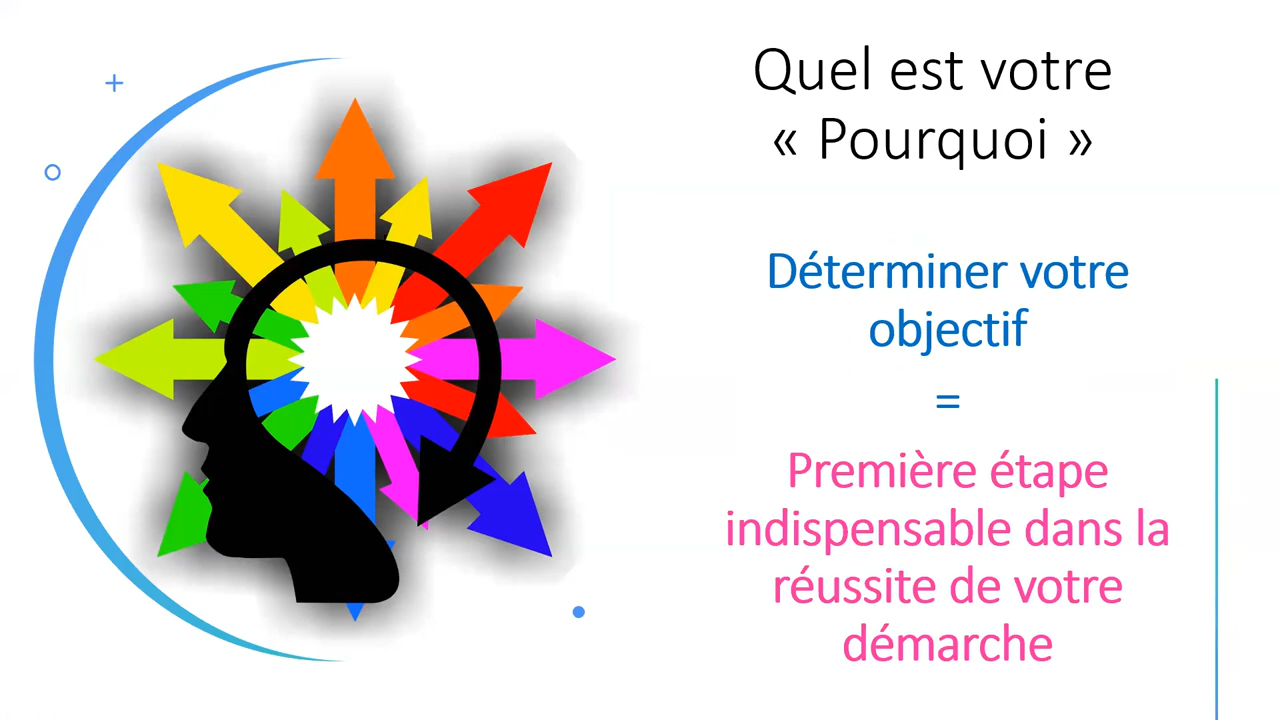 Quel est votre
« Pourquoi »
Déterminer votre
objectif
=
Première étape
indispensable dans la
réussite de votre
démarche